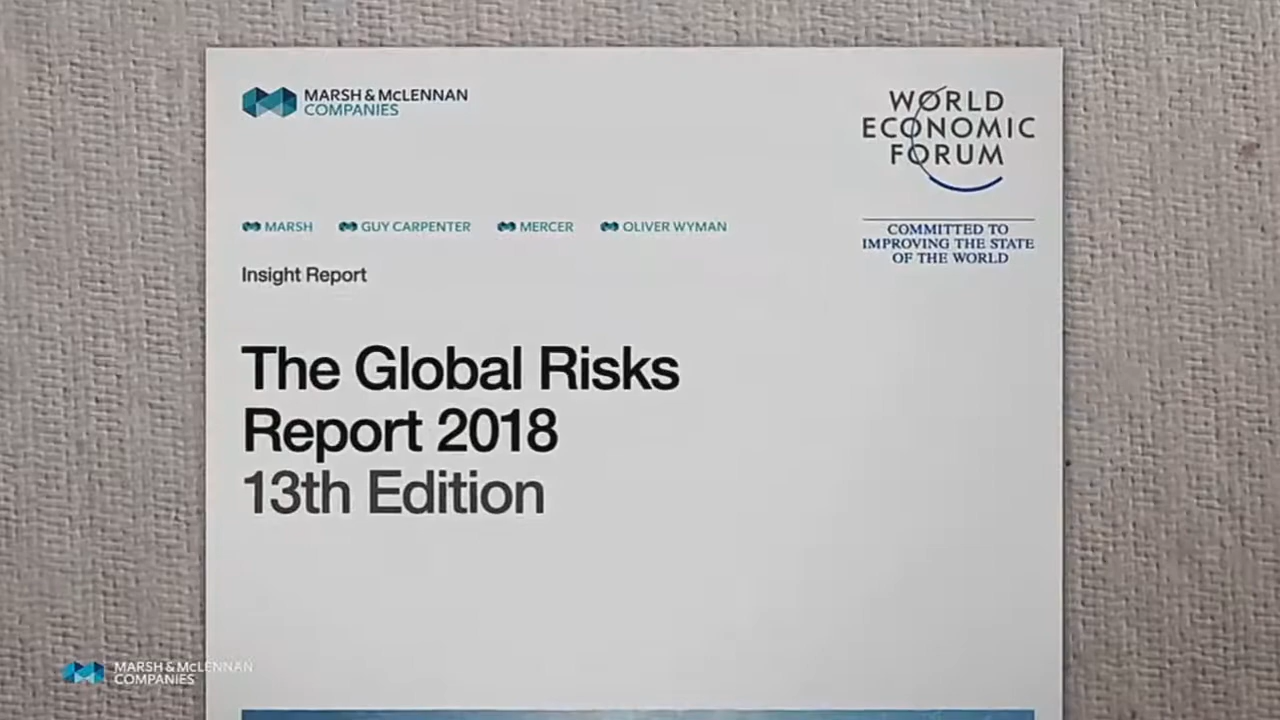 MARSH & McLENNAN
COMPANIES
WORLD
ECONOMIC
FORUM
MARSH
GUY CARPENTER
MERCER
OLIVER WYMAN
COMMITTED TO
IMPROVING THE STATE
OF THE WORLD
Insight Report
The Global Risks
Report 2018
13th Edition
MARSH & McLENNAN
COMPANIES